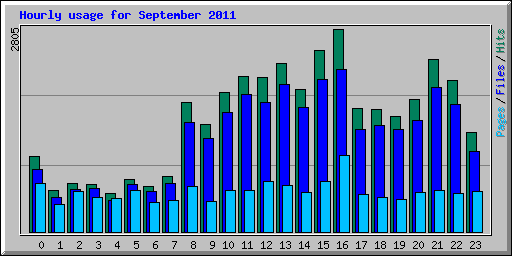 Hourly usage for September 2011
2805
Pages / Files / Hits
0 1 2 3 4 5 6 7 8 9 10 11 12 13 14 15 16 17 18 19 20 21 22 23